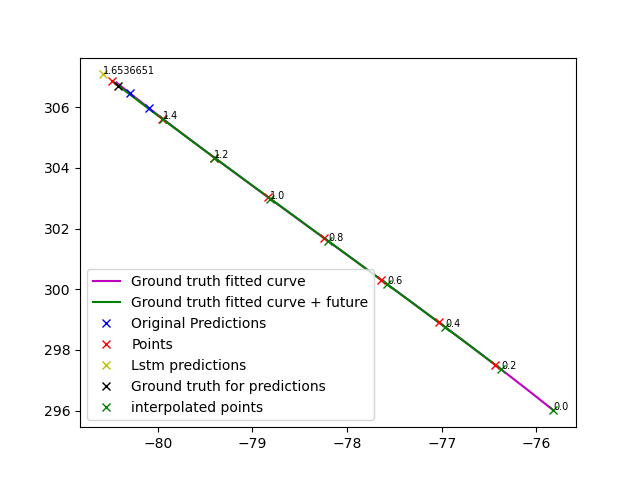 1.6536651
1.4
1.2
1.0
0.8
0.6
0.4
0.2
0.0
306
304
302
300
298
296
Ground truth fitted curve
Ground truth fitted curve + future
Original Predictions
Points
Lstm predictions
Ground truth for predictions
interpolated points
−80
−79
−78
−77
−76